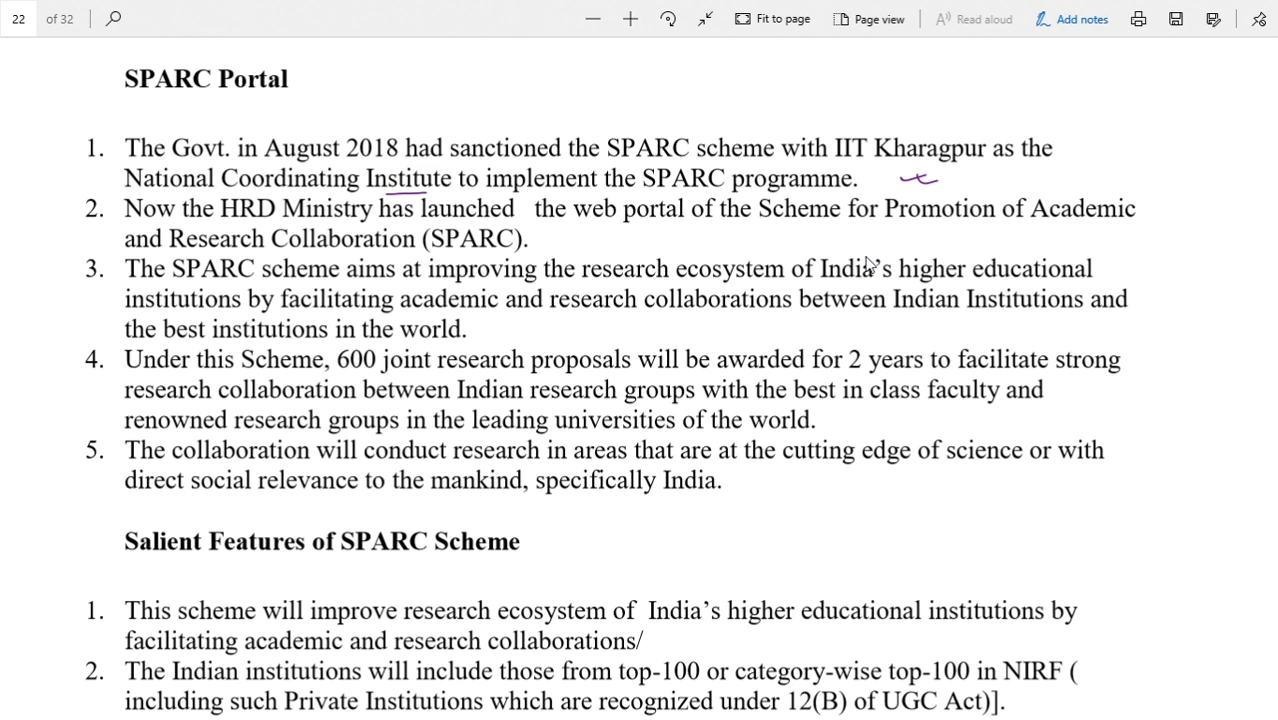 22 of 32 Fit to page Page view Read aloud Add notes
SPARC Portal
1. The Govt. in August 2018 had sanctioned the SPARC scheme with IIT Kharagpur as the
National Coordinating Institute to implement the SPARC programme.
2. Now the HRD Ministry has launched the web portal of the Scheme for Promotion of Academic
and Research Collaboration (SPARC).
3. The SPARC scheme aims at improving the research ecosystem of India's higher educational
institutions by facilitating academic and research collaborations between Indian Institutions and
the best institutions in the world.
4. Under this Scheme, 600 joint research proposals will be awarded for 2 years to facilitate strong
research collaboration between Indian research groups with the best in class faculty and
renowned research groups in the leading universities of the world.
5. The collaboration will conduct research in areas that are at the cutting edge of science or with
direct social relevance to the mankind, specifically India.
Salient Features of SPARC Scheme
1. This scheme will improve research ecosystem of India's higher educational institutions by
facilitating academic and research collaborations/
2. The Indian institutions will include those from top-100 or category-wise top-100 in NIRF (
including such Private Institutions which are recognized under 12(B) of UGC Act)].